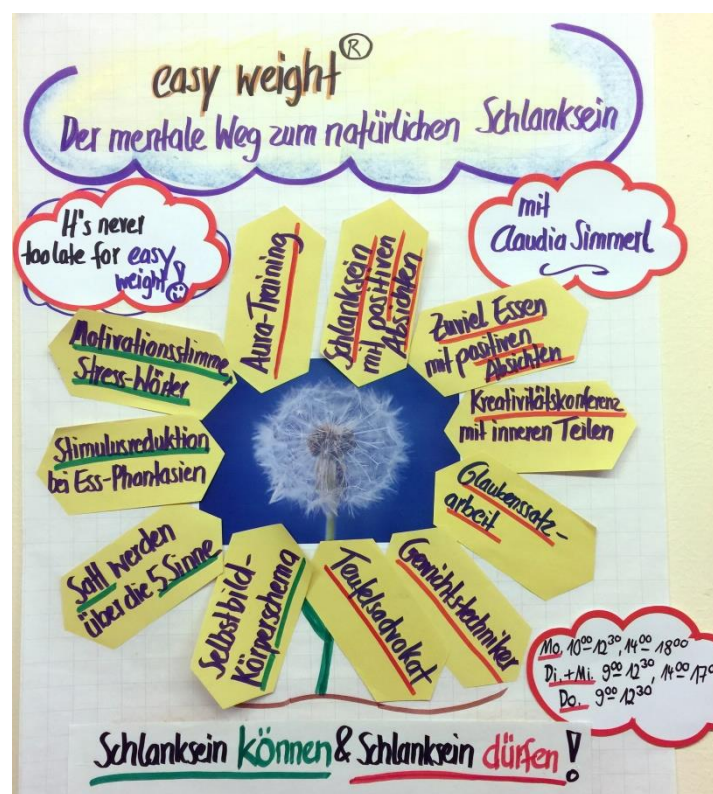 easy weight®
Der mentale Weg zum natürlichen Schlanksein
It's never
too late for easy
weight!
mit
Claudia Simmerl
Aura-Training
Schlanksein
mit positiven
Absichten
Zuviel Essen
mit positiven
Absichten
Kreativitätskonferenz
mit inneren Teilen
Glaubenssatz-
arbeit
Gewichtstechniker
Teufelsadvokat
Selbstbild-
Körperschema
Satt werden
über die 5 Sinne
Stimulusreduktion
bei Ess-Phantasien
Motivationsstimme,
Stress-Wörter
Mo. 10⁰⁰ 12³⁰, 14⁰⁰ 18⁰⁰
Di. + Mi. 9⁰⁰ 12³⁰, 14⁰⁰ 17⁰
Do. 9⁰⁰ 12³⁰
Schlanksein können & Schlanksein dürfen!